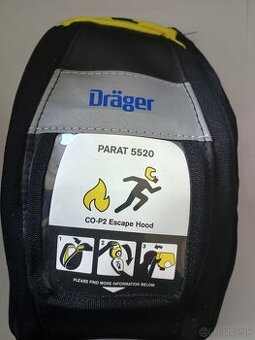 Dräger
PARAT 5520
CO-P2 Escape Hood
1 2 3
PLEASE FIND MORE INFORMATION BELOW